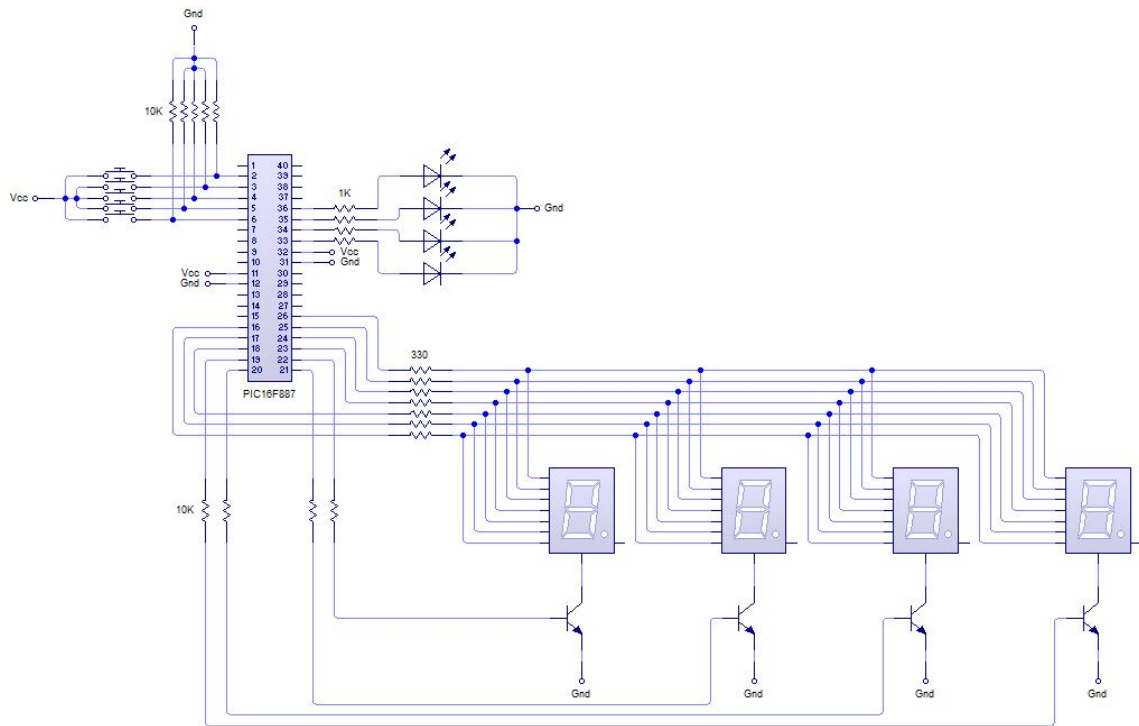 Gnd
10K
Vcc
1 40
2 39
3 38
4 37
5 36
6 35
7 34
8 33
9 32
10 31
11 30
12 29
13 28
14 27
15 26
16 25
17 24
18 23
19 22
20 21
PIC16F887
1K
Gnd
Vcc
Gnd
Vcc
Gnd
330
10K
Gnd
Gnd
Gnd
Gnd